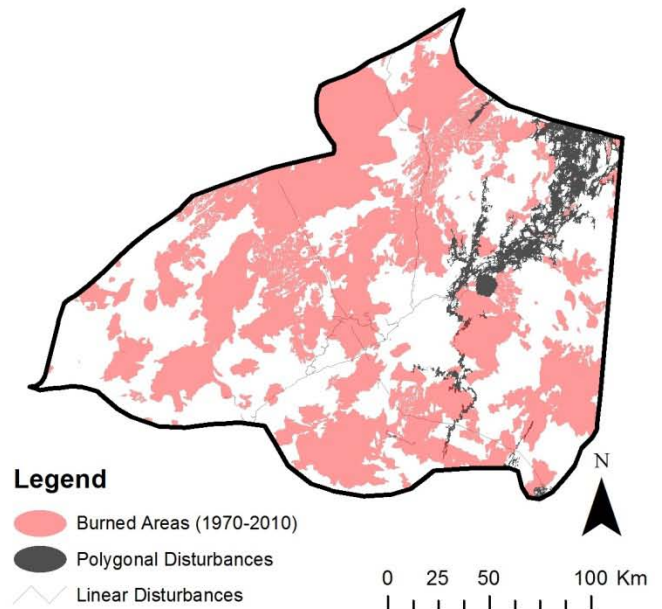 Legend
Burned Areas (1970-2010)
Polygonal Disturbances
Linear Disturbances
N
0 25 50 100 Km